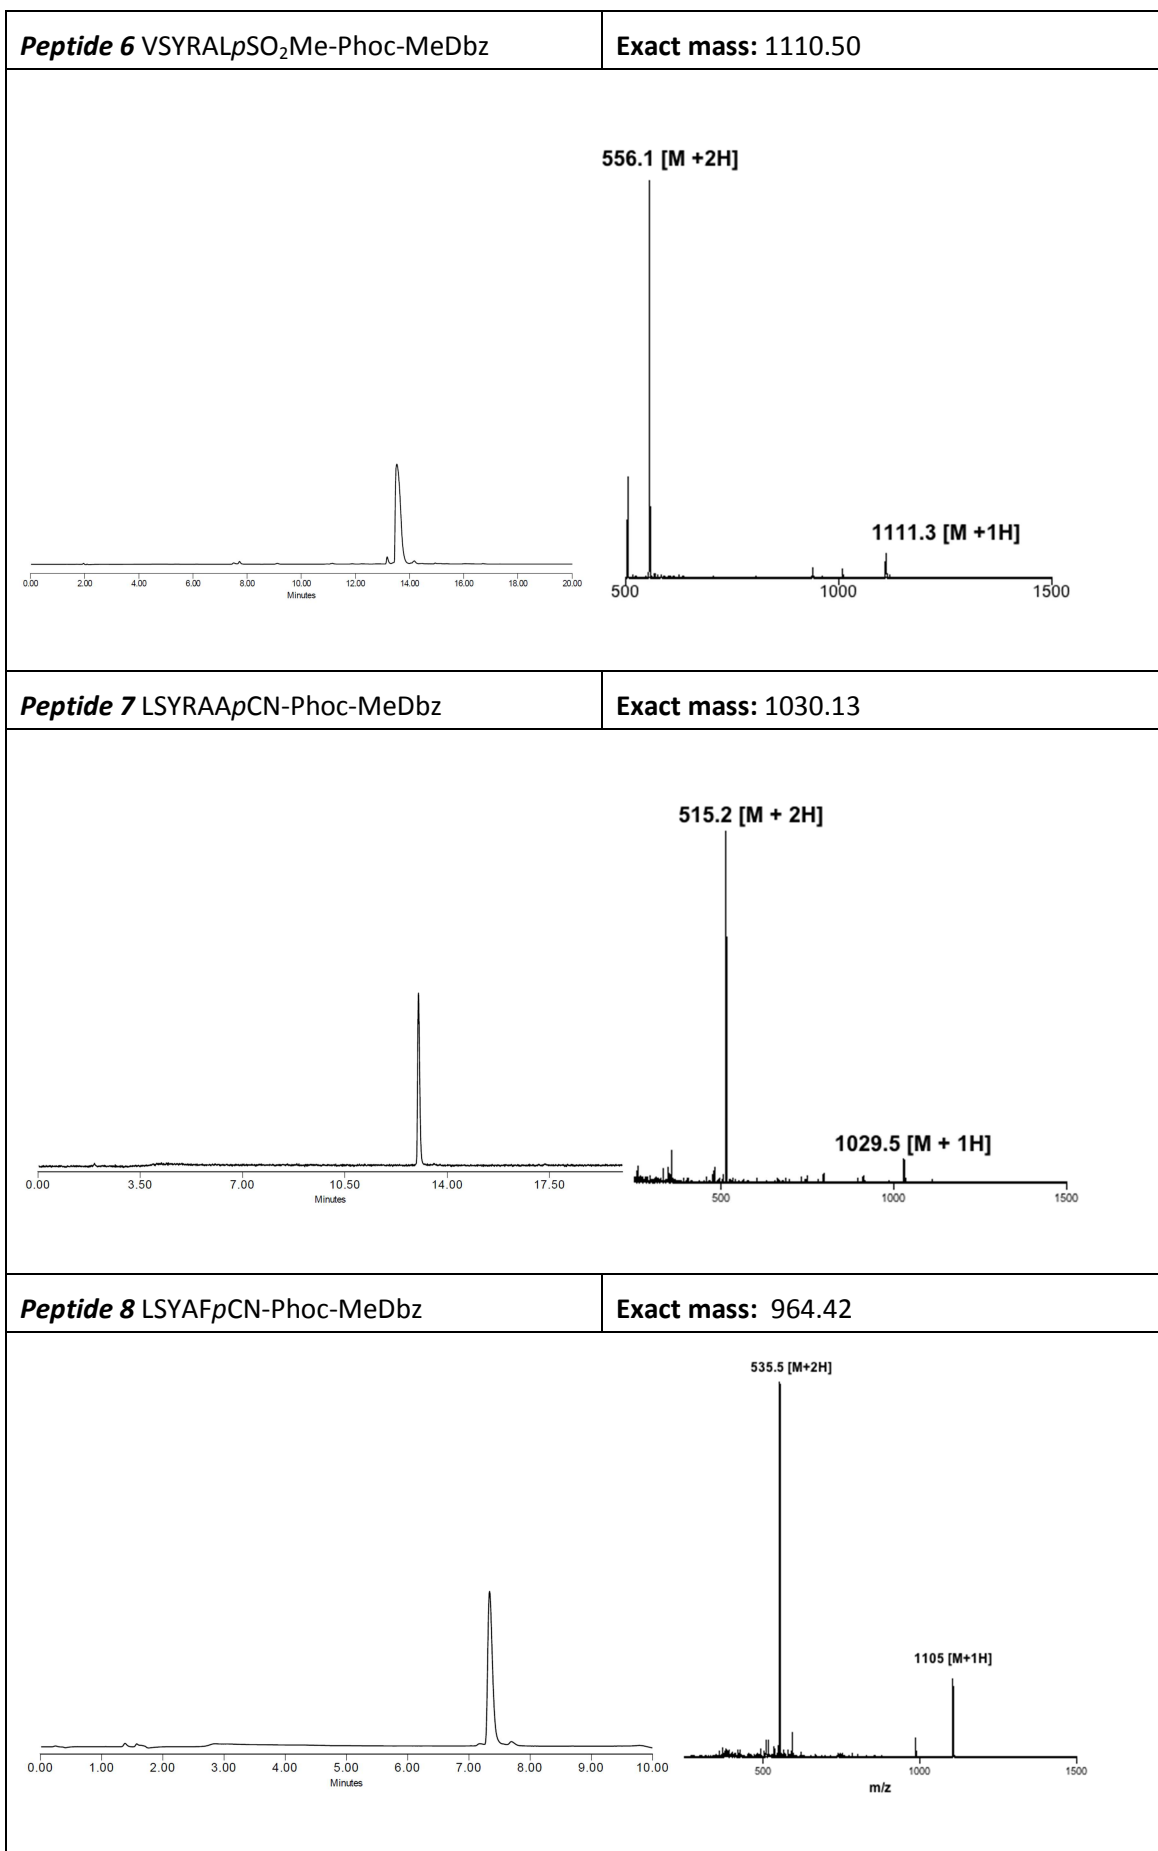 Peptide 6 VSYRALpSO₂Me-Phoc-MeDbz
Exact mass: 1110.50
556.1 [M +2H]
1111.3 [M +1H]
0.00 2.00 4.00 6.00 8.00 10.00 12.00 14.00 16.00 18.00 20.00
Minutes
500 1000 1500
Peptide 7 LSYRAApCN-Phoc-MeDbz
Exact mass: 1030.13
515.2 [M + 2H]
1029.5 [M + 1H]
0.00 3.50 7.00 10.50 14.00 17.50
Minutes
500 1000 1500
Peptide 8 LSYAFpCN-Phoc-MeDbz
Exact mass: 964.42
535.5 [M+2H]
1105 [M+1H]
0.00 1.00 2.00 3.00 4.00 5.00 6.00 7.00 8.00 9.00 10.00
Minutes
500 1000 1500
m/z